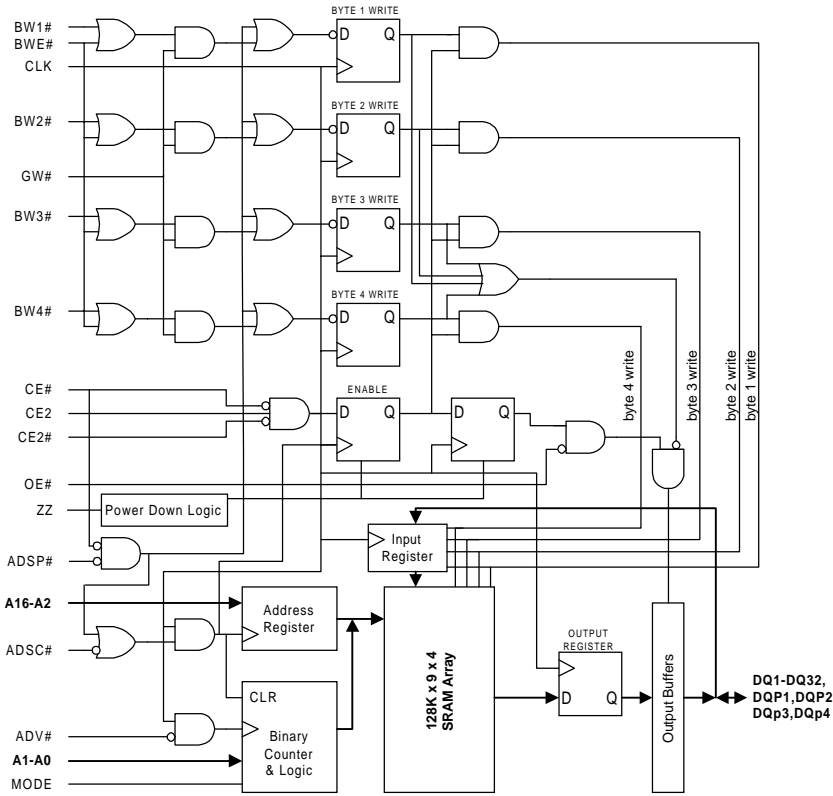 BYTE 1 WRITE
BW1#
BWE#
CLK
D Q
BYTE 2 WRITE
BW2#
D Q
GW#
BYTE 3 WRITE
BW3#
D Q
BYTE 4 WRITE
BW4#
D Q
byte 4 write
byte 3 write
byte 2 write
byte 1 write
CE#
CE2
CE2#
ENABLE
D Q
D Q
OE#
ZZ
Power Down Logic
Input
Register
ADSP#
A16-A2
ADSC#
Address
Register
CLR
Binary
Counter
& Logic
ADV#
A1-A0
MODE
128K x 9 x 4
SRAM Array
OUTPUT
REGISTER
D Q
Output Buffers
DQ1-DQ32,
DQP1,DQP2
DQp3,DQp4